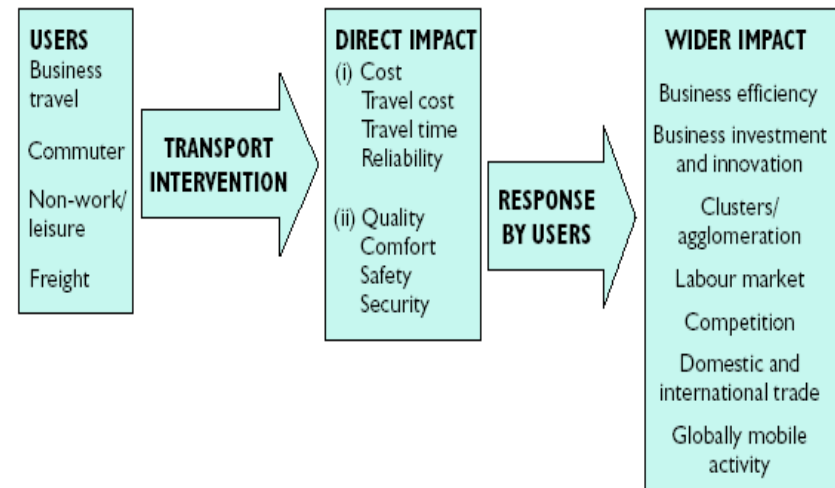 USERS
Business
travel
Commuter
Non-work/
leisure
Freight
TRANSPORT
INTERVENTION
DIRECT IMPACT
(i) Cost
Travel cost
Travel time
Reliability
(ii) Quality
Comfort
Safety
Security
RESPONSE
BY USERS
WIDER IMPACT
Business efficiency
Business investment
and innovation
Clusters/
agglomeration
Labour market
Competition
Domestic and
international trade
Globally mobile
activity